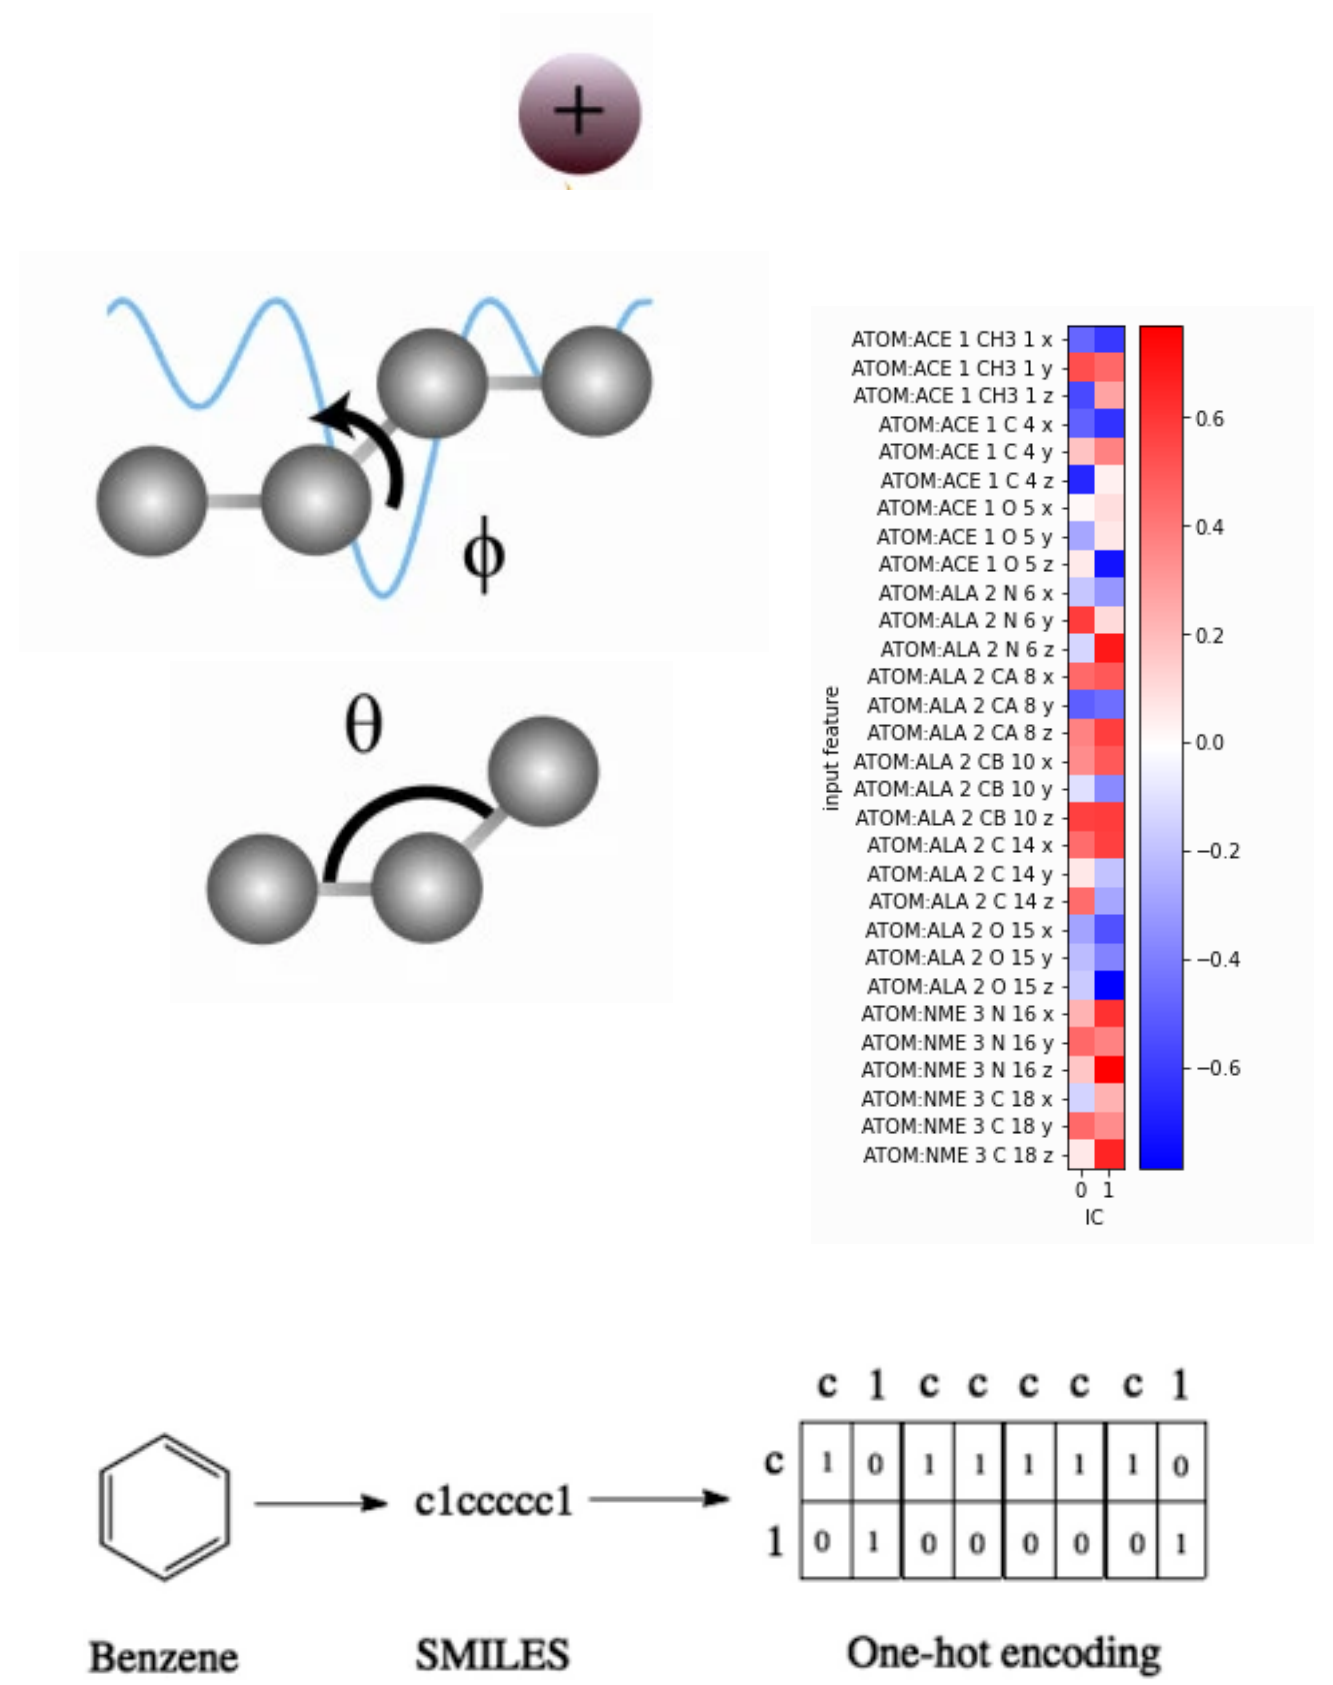 +
ϕ
θ
input feature
ATOM:ACE 1 CH3 1 x
ATOM:ACE 1 CH3 1 y
ATOM:ACE 1 CH3 1 z
ATOM:ACE 1 C 4 x
ATOM:ACE 1 C 4 y
ATOM:ACE 1 C 4 z
ATOM:ACE 1 O 5 x
ATOM:ACE 1 O 5 y
ATOM:ACE 1 O 5 z
ATOM:ALA 2 N 6 x
ATOM:ALA 2 N 6 y
ATOM:ALA 2 N 6 z
ATOM:ALA 2 CA 8 x
ATOM:ALA 2 CA 8 y
ATOM:ALA 2 CA 8 z
ATOM:ALA 2 CB 10 x
ATOM:ALA 2 CB 10 y
ATOM:ALA 2 CB 10 z
ATOM:ALA 2 C 14 x
ATOM:ALA 2 C 14 y
ATOM:ALA 2 C 14 z
ATOM:ALA 2 O 15 x
ATOM:ALA 2 O 15 y
ATOM:ALA 2 O 15 z
ATOM:NME 3 N 16 x
ATOM:NME 3 N 16 y
ATOM:NME 3 N 16 z
ATOM:NME 3 C 18 x
ATOM:NME 3 C 18 y
ATOM:NME 3 C 18 z
0 1
IC
0.6
0.4
0.2
0.0
−0.2
−0.4
−0.6
c1ccccc1
c 1 c c c c c 1
c 1 0 1 1 1 1 1 0
1 0 1 0 0 0 0 0 1
Benzene
SMILES
One-hot encoding